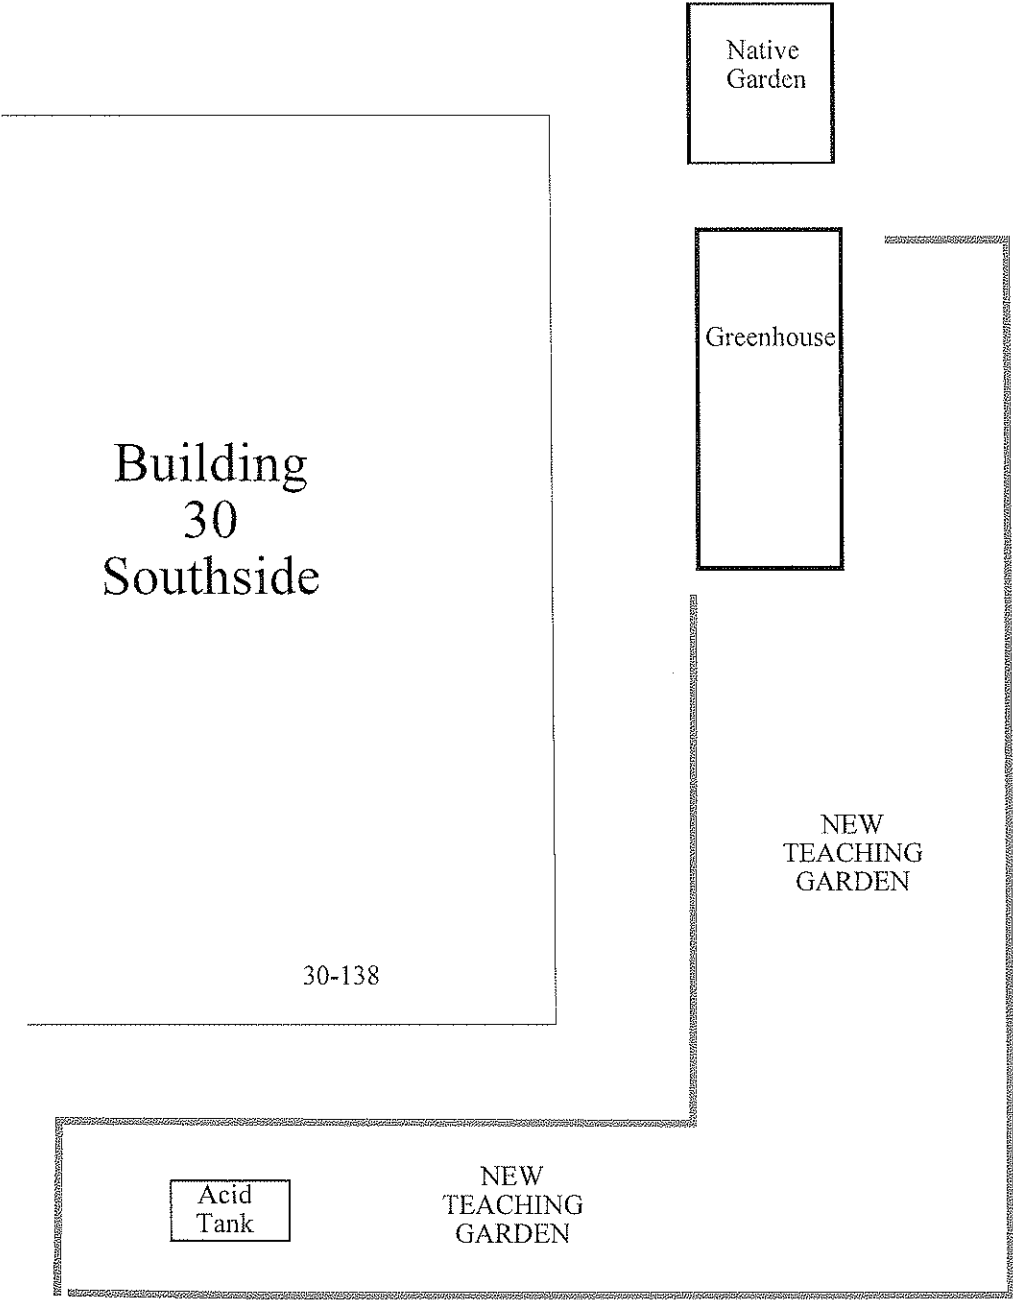 Native
Garden
Greenhouse
Building
30
Southside
NEW
TEACHING
GARDEN
30-138
Acid
Tank
NEW
TEACHING
GARDEN